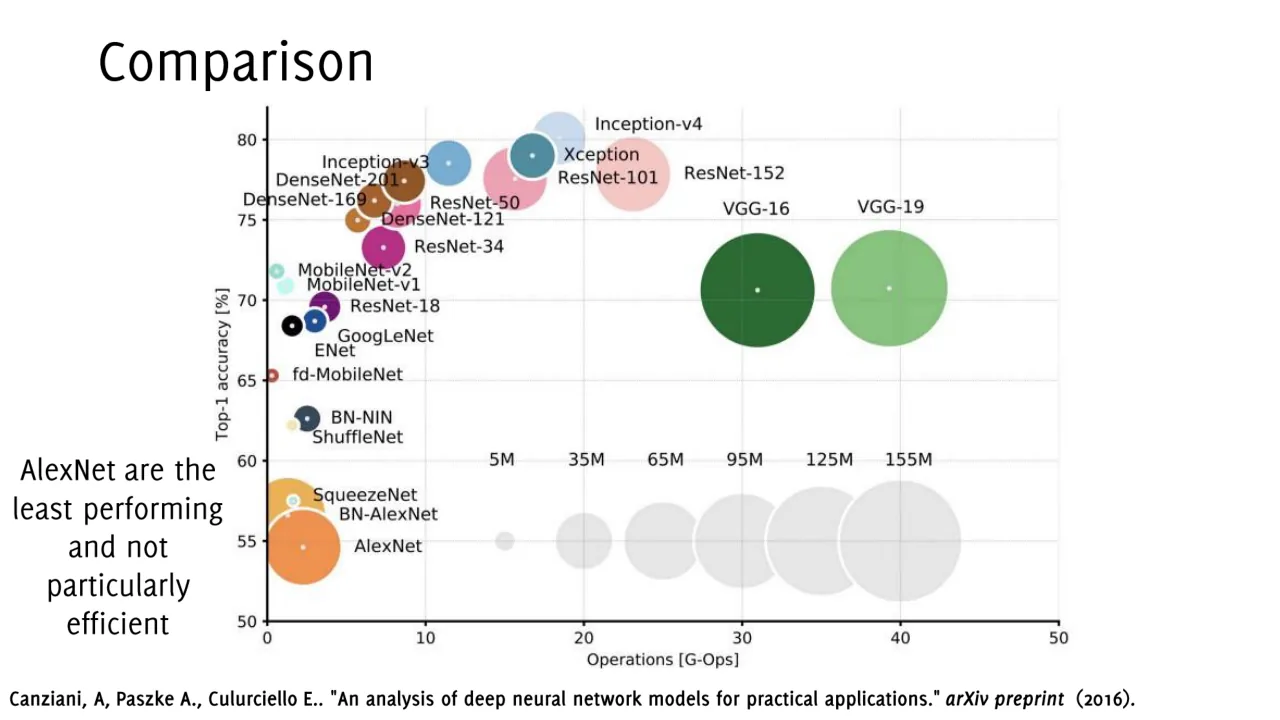 Comparison
80
75
70
65
60
55
50
Top-1 accuracy [%]
Inception-v4
Xception
Inception-v3
ResNet-101
ResNet-152
DenseNet-201
DenseNet-169
ResNet-50
DenseNet-121
VGG-16
VGG-19
ResNet-34
MobileNet-v2
MobileNet-v1
ResNet-18
GoogLeNet
ENet
fd-MobileNet
BN-NIN
ShuffleNet
5M 35M 65M 95M 125M 155M
SqueezeNet
BN-AlexNet
AlexNet
0 10 20 30 40 50
Operations [G-Ops]
AlexNet are the
least performing
and not
particularly
efficient
Canziani, A, Paszke A., Culurciello E.. "An analysis of deep neural network models for practical applications." arXiv preprint (2016).